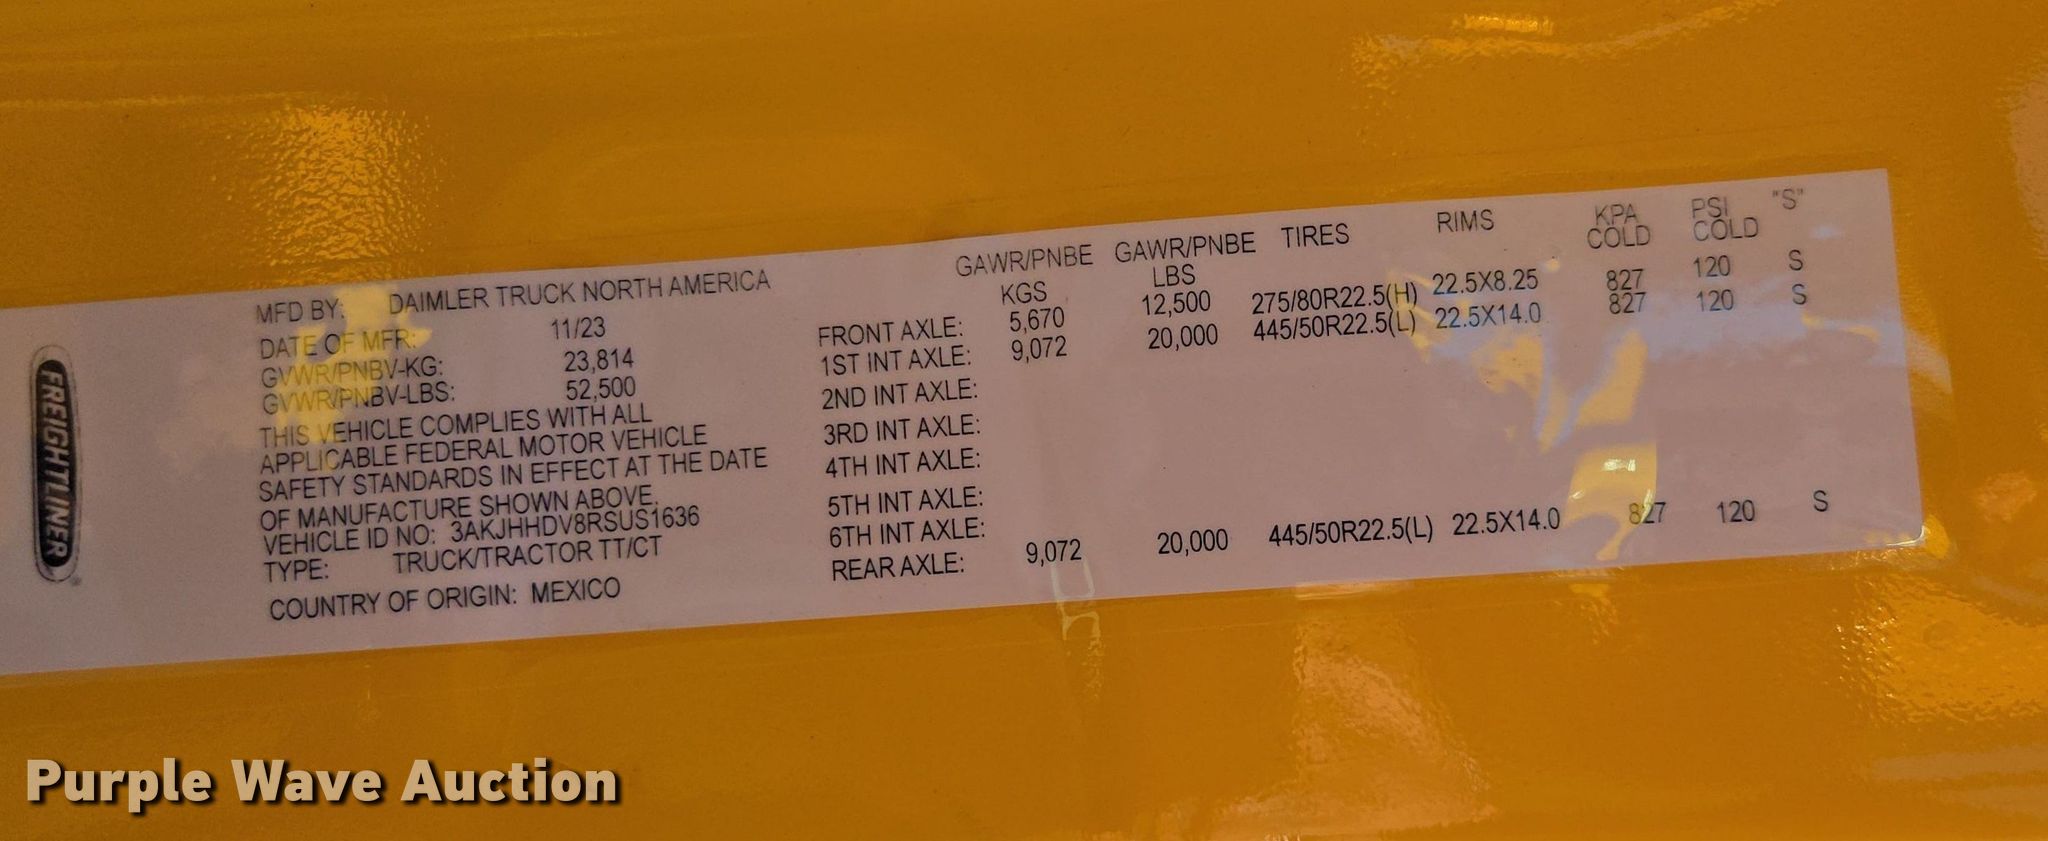 FREIGHTLINER
MFD BY: DAIMLER TRUCK NORTH AMERICA
DATE OF MFR: 11/23
GVWR/PNBV-KG: 23,814
GVWR/PNBV-LBS: 52,500
THIS VEHICLE COMPLIES WITH ALL
APPLICABLE FEDERAL MOTOR VEHICLE
SAFETY STANDARDS IN EFFECT AT THE DATE
OF MANUFACTURE SHOWN ABOVE.
VEHICLE ID NO: 3AKJHHDV8RSUS1636
TYPE: TRUCK/TRACTOR TT/CT
COUNTRY OF ORIGIN: MEXICO
GAWR/PNBE GAWR/PNBE TIRES RIMS KPA PSI "S"
KGS LBS COLD COLD
FRONT AXLE: 5,670 12,500 275/80R22.5(H) 22.5X8.25 827 120 S
1ST INT AXLE: 9,072 20,000 445/50R22.5(L) 22.5X14.0 827 120 S
2ND INT AXLE:
3RD INT AXLE:
4TH INT AXLE:
5TH INT AXLE:
6TH INT AXLE:
REAR AXLE: 9,072 20,000 445/50R22.5(L) 22.5X14.0 827 120 S
Purple Wave Auction